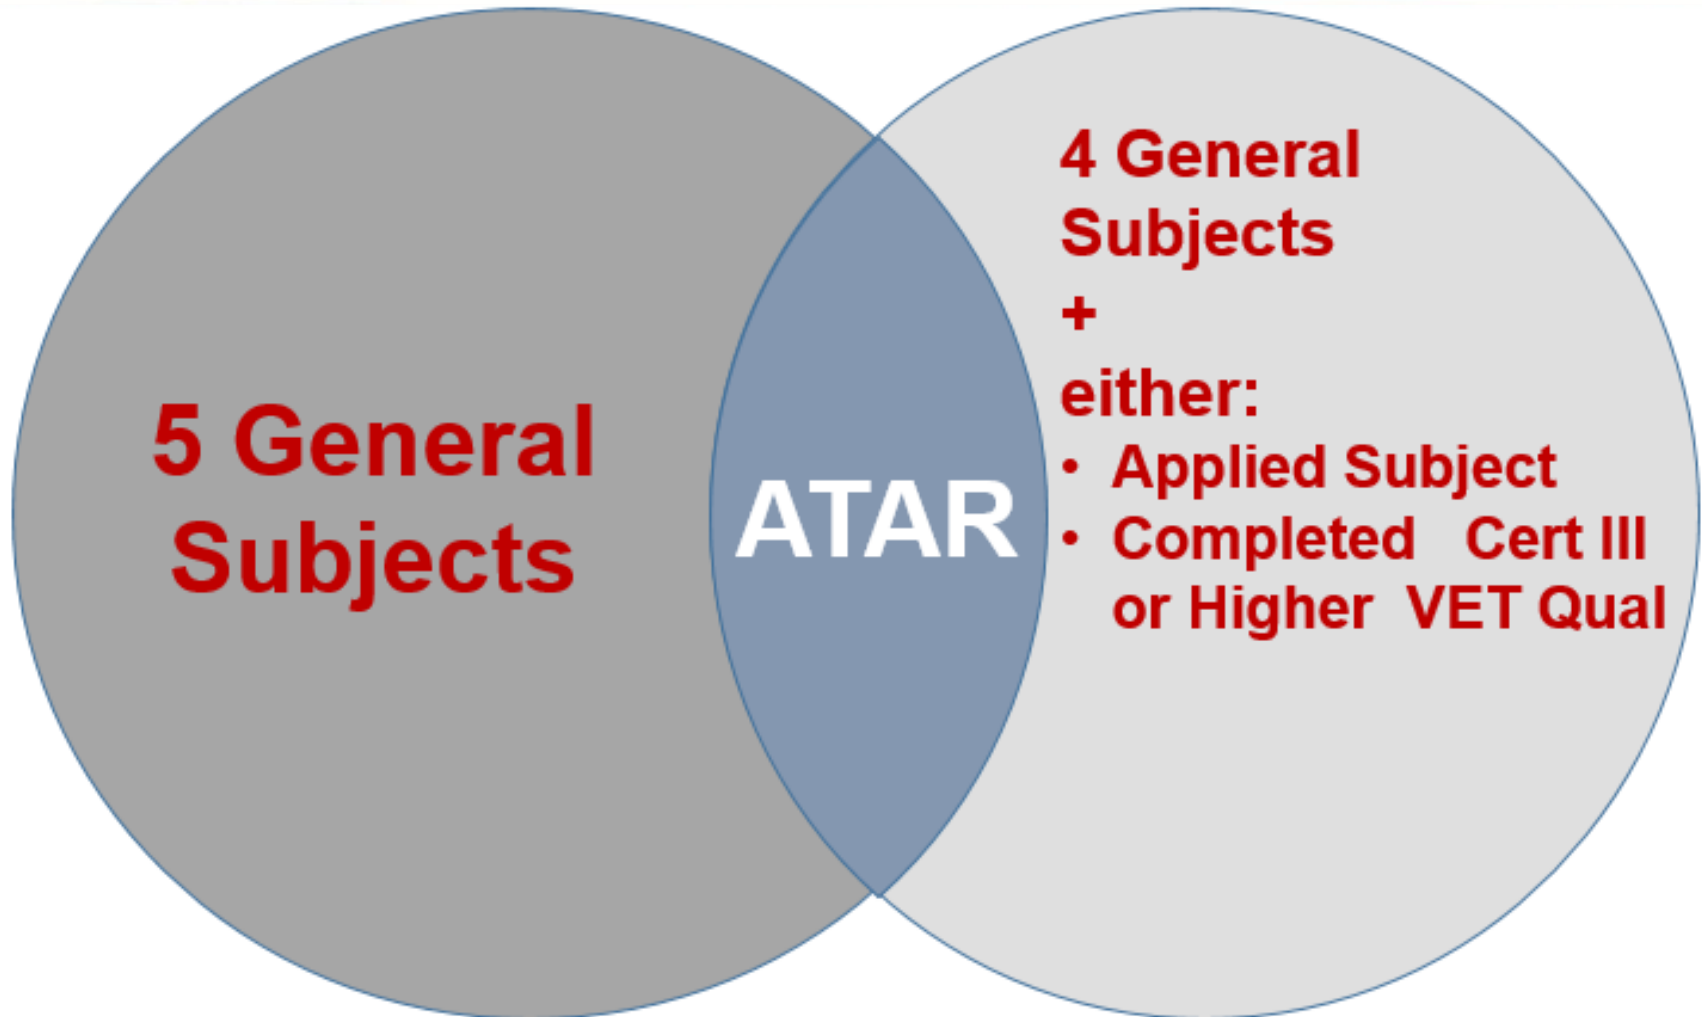 5 General
Subjects
ATAR
4 General
Subjects
+
either:
• Applied Subject
• Completed Cert III
or Higher VET Qual